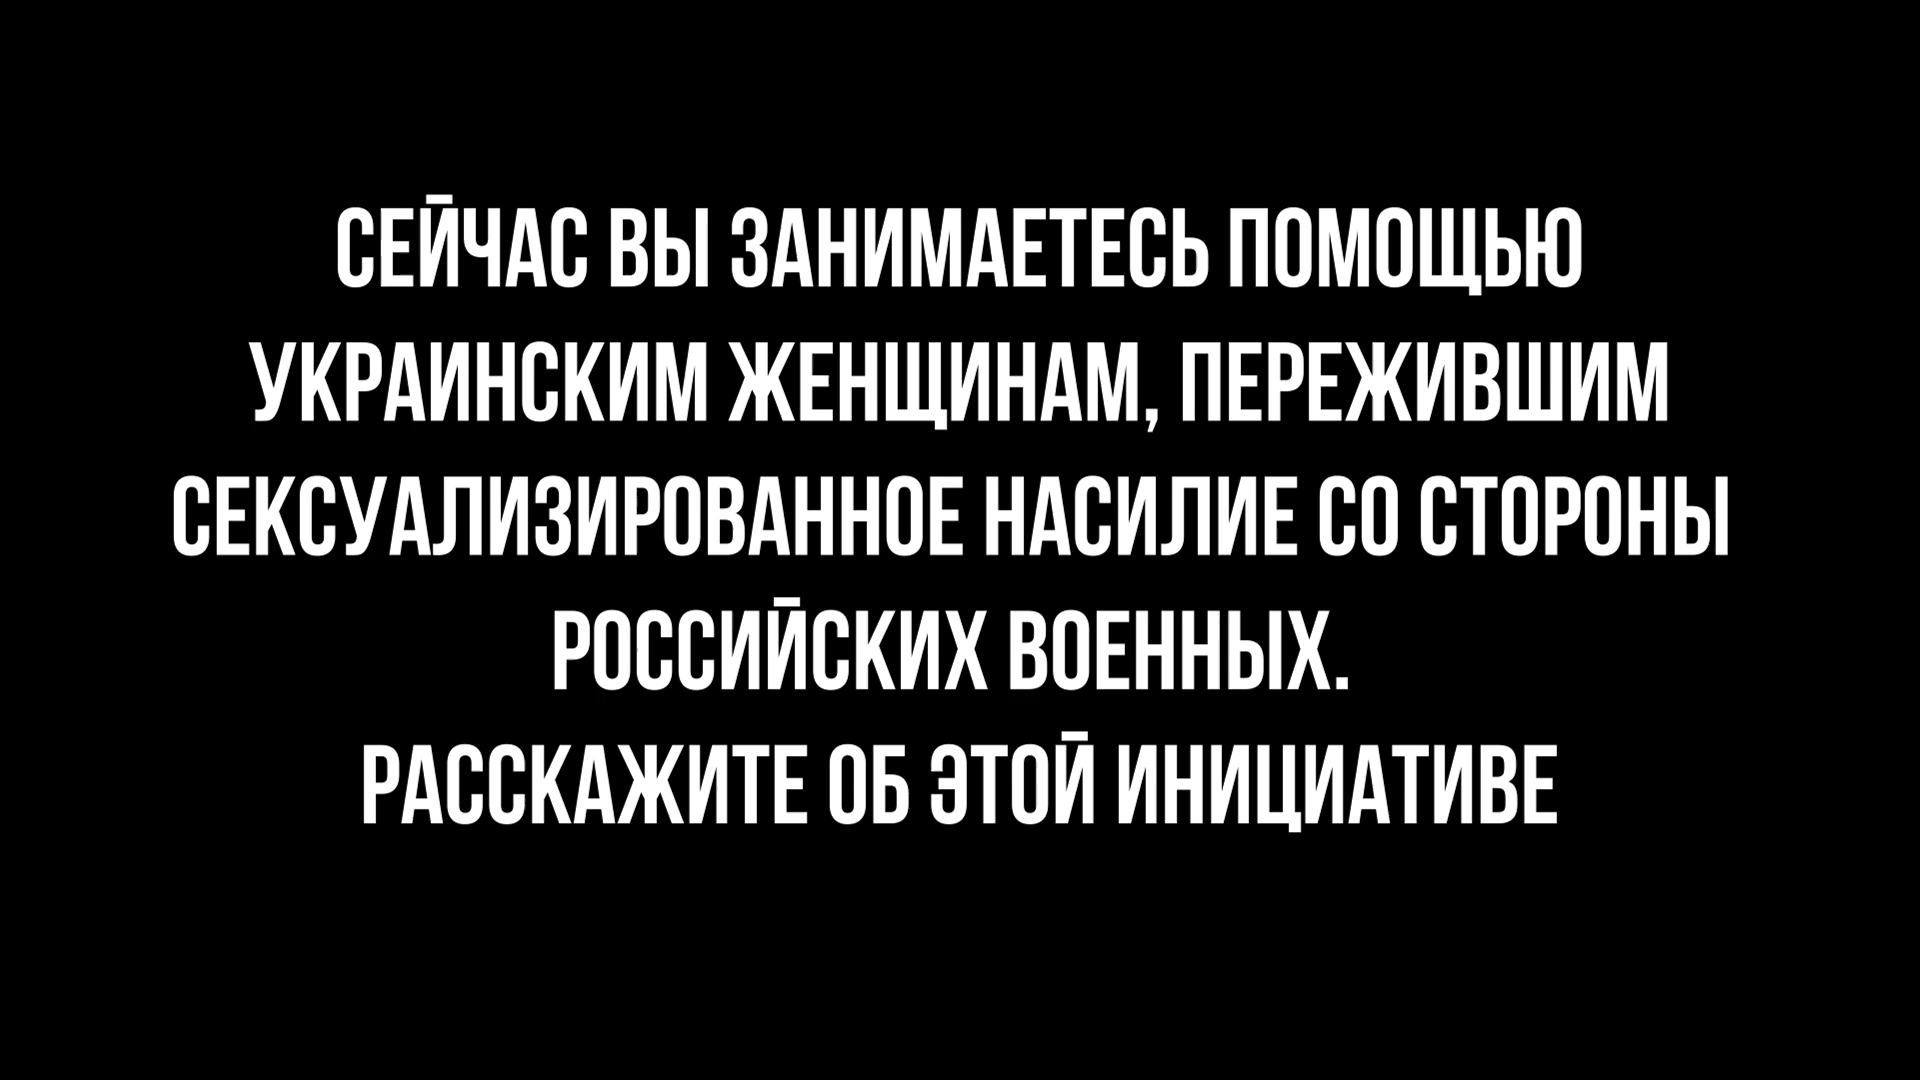 СЕЙЧАС ВЫ ЗАНИМАЕТЕСЬ ПОМОЩЬЮ
УКРАИНСКИМ ЖЕНЩИНАМ, ПЕРЕЖИВШИМ
СЕКСУАЛИЗИРОВАННОЕ НАСИЛИЕ СО СТОРОНЫ
РОССИЙСКИХ ВОЕННЫХ.
РАССКАЖИТЕ ОБ ЭТОЙ ИНИЦИАТИВЕ